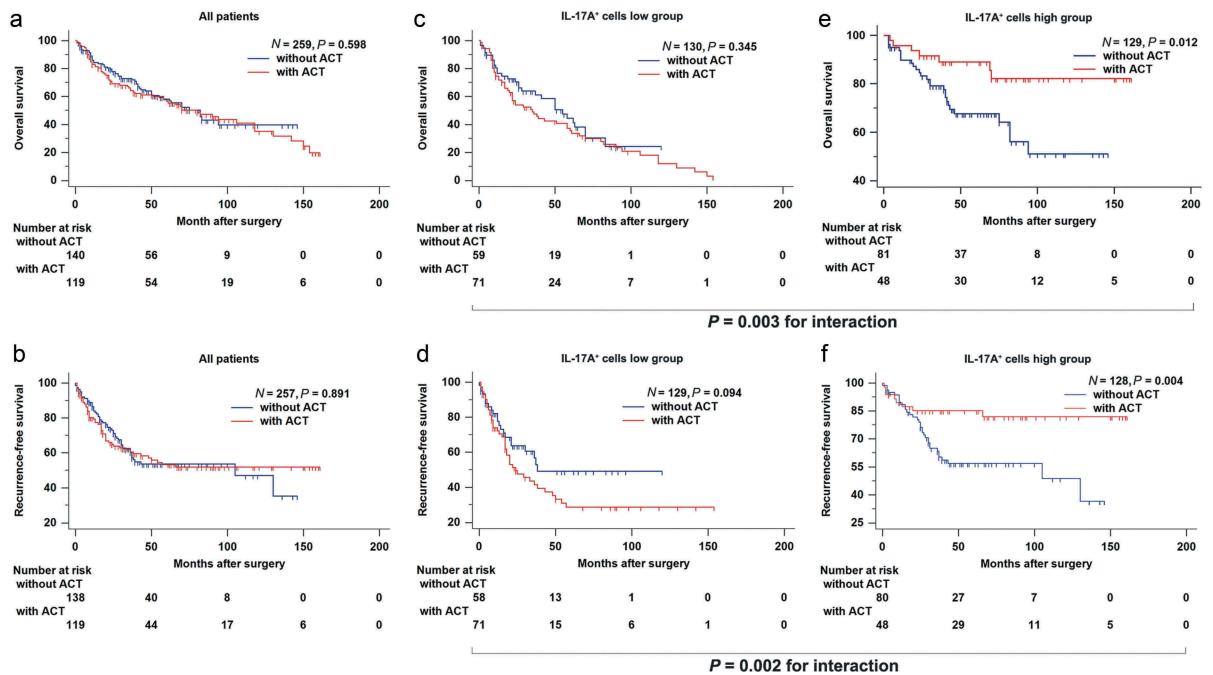 a
All patients
N = 259, P = 0.598
without ACT
with ACT
Overall survival
100
80
60
40
20
0
0 50 100 150 200
Month after surgery
Number at risk
without ACT
140 56 9 0 0
with ACT
119 54 19 6 0
c
IL-17A⁺ cells low group
N = 130, P = 0.345
without ACT
with ACT
Overall survival
100
80
60
40
20
0
0 50 100 150 200
Month after surgery
Number at risk
without ACT
59 19 1 0 0
with ACT
71 24 7 1 0
e
IL-17A⁺ cells high group
N = 129, P = 0.012
without ACT
with ACT
Overall survival
100
80
60
40
0 50 100 150 200
Month after surgery
Number at risk
without ACT
81 37 8 0 0
with ACT
48 30 12 5 0
P = 0.003 for interaction
b
All patients
N = 257, P = 0.891
without ACT
with ACT
Recurrence-free survival
100
80
60
40
20
0 50 100 150 200
Months after surgery
Number at risk
without ACT
138 40 8 0 0
with ACT
119 44 17 6 0
d
IL-17A⁺ cells low group
N = 129, P = 0.094
without ACT
with ACT
Recurrence-free survival
100
80
60
40
20
0 50 100 150 200
Months after surgery
Number at risk
without ACT
58 13 1 0 0
with ACT
71 15 6 1 0
f
IL-17A⁺ cells high group
N = 128, P = 0.004
without ACT
with ACT
Recurrence-free survival
100
85
70
55
40
25
0 50 100 150 200
Months after surgery
Number at risk
without ACT
80 27 7 0 0
with ACT
48 29 11 5 0
P = 0.002 for interaction